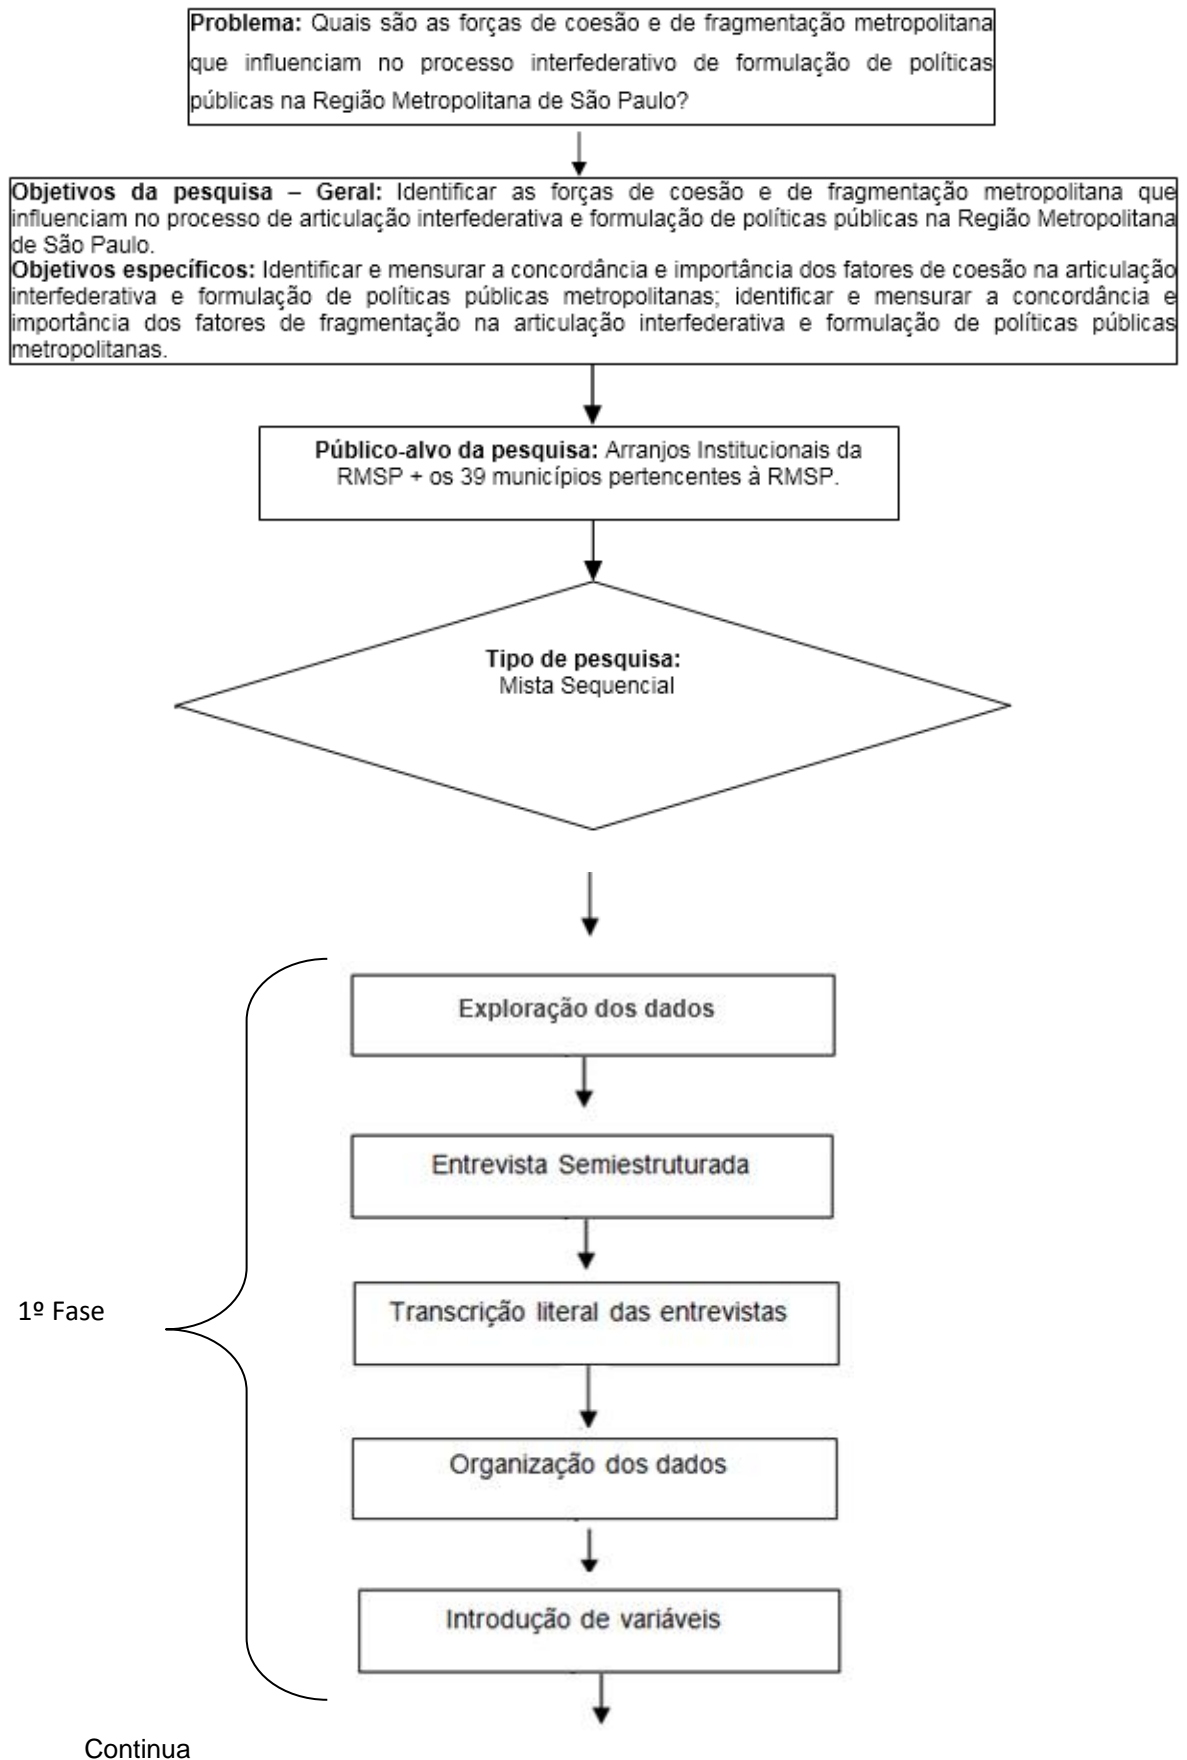 Problema: Quais são as forças de coesão e de fragmentação metropolitana
que influenciam no processo interfederativo de formulação de políticas
públicas na Região Metropolitana de São Paulo?
Objetivos da pesquisa – Geral: Identificar as forças de coesão e de fragmentação metropolitana que
influenciam no processo de articulação interfederativa e formulação de políticas públicas na Região Metropolitana
de São Paulo.
Objetivos específicos: Identificar e mensurar a concordância e importância dos fatores de coesão na articulação
interfederativa e formulação de políticas públicas metropolitanas; identificar e mensurar a concordância e
importância dos fatores de fragmentação na articulação interfederativa e formulação de políticas públicas
metropolitanas.
Público-alvo da pesquisa: Arranjos Institucionais da
RMSP + os 39 municípios pertencentes à RMSP.
Tipo de pesquisa:
Mista Sequencial
Exploração dos dados
Entrevista Semiestruturada
1º Fase
Transcrição literal das entrevistas
Organização dos dados
Introdução de variáveis
Continua